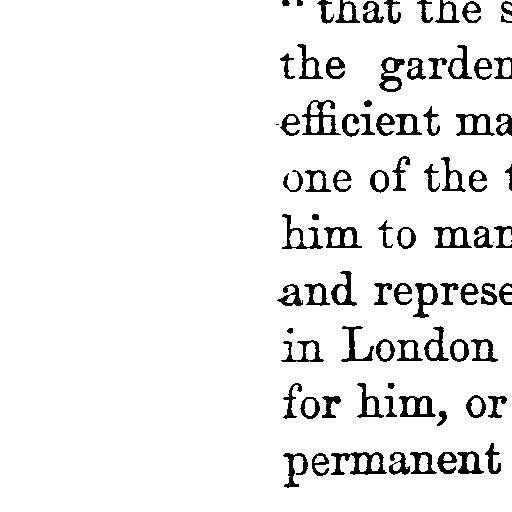 " that the s
the garden
efficient ma
one of the t
him to man
and represe
in London
for him, or
permanent